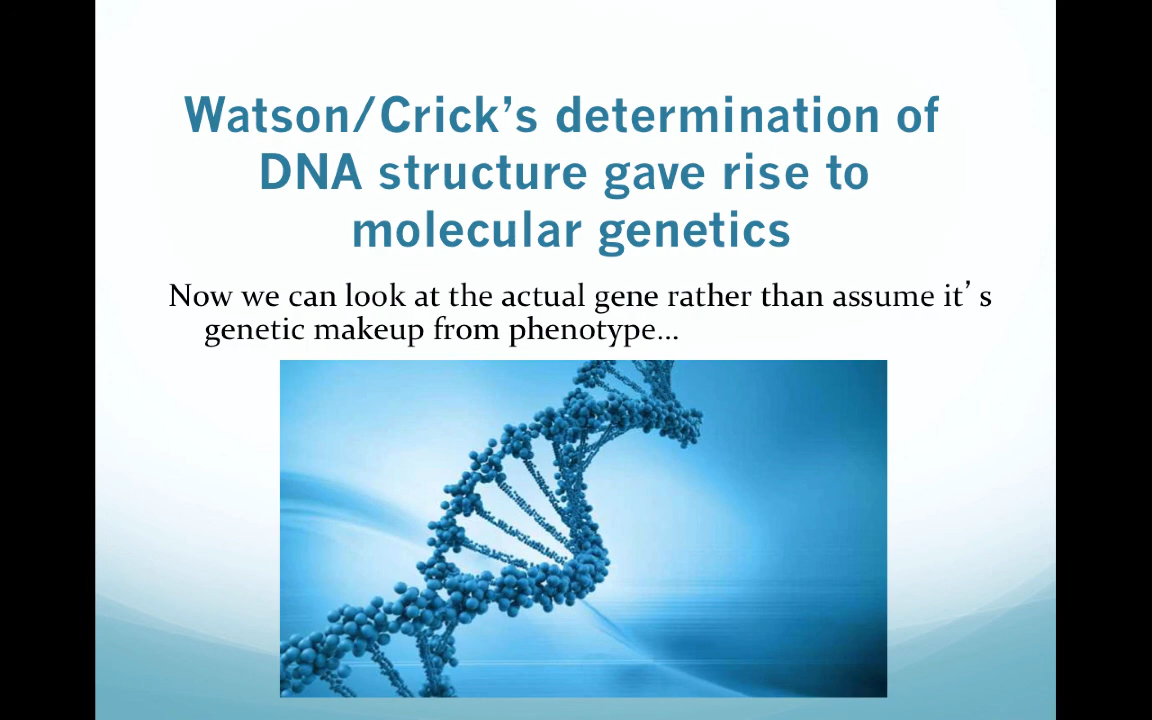 Watson/Crick’s determination of
DNA structure gave rise to
molecular genetics
Now we can look at the actual gene rather than assume it’ s
genetic makeup from phenotype…